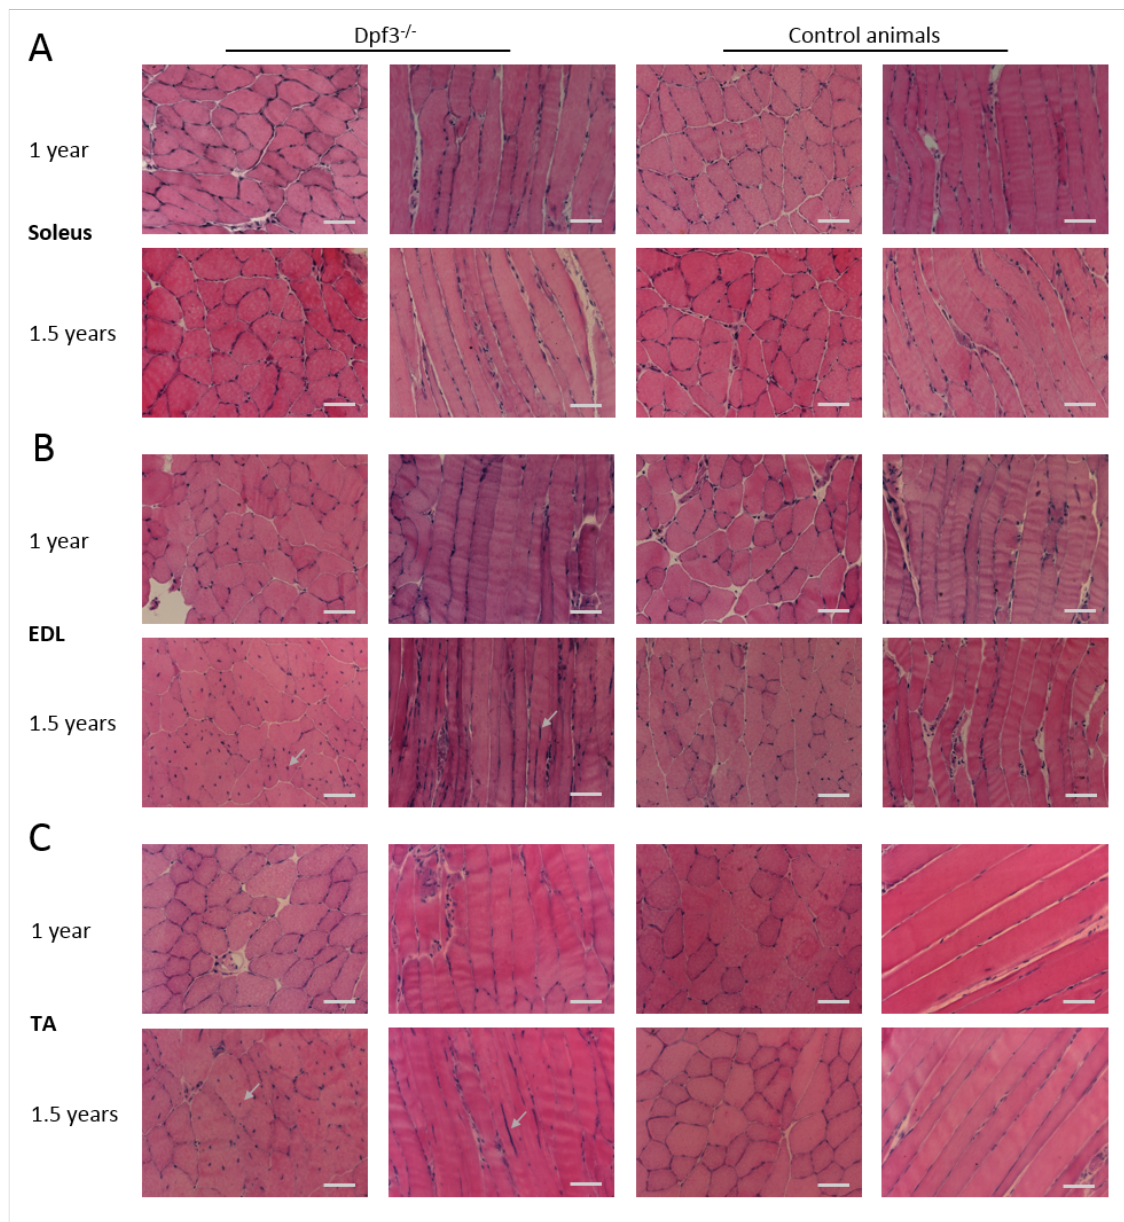 A
Dpf3-/-
Control animals
1 year
Soleus
1.5 years
B
1 year
EDL
1.5 years
C
1 year
TA
1.5 years